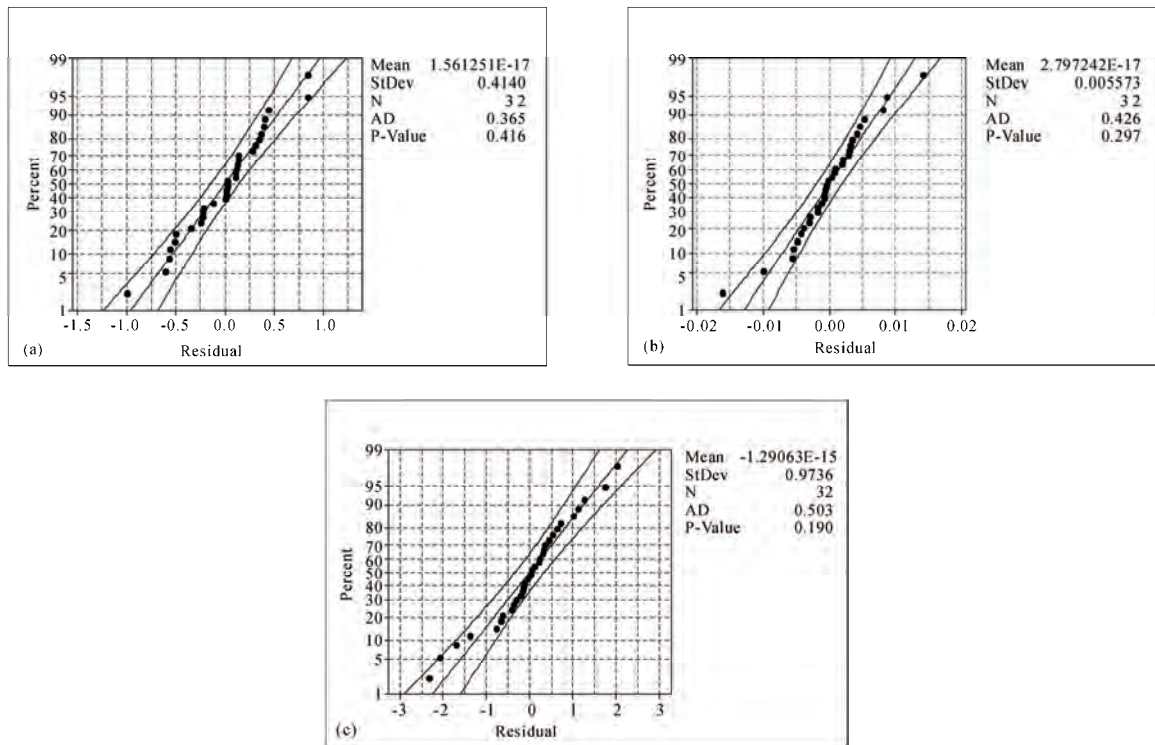 99
95
90
80
70
60
50
40
30
20
10
5
1
Percent
-1.5 -1.0 -0.5 0.0 0.5 1.0
Residual
(a)
Mean 1.561251E-17
StDev 0.4140
N 32
AD 0.365
P-Value 0.416
99
95
90
80
70
60
50
40
30
20
10
5
1
Percent
-0.02 -0.01 0.00 0.01 0.02
Residual
(b)
Mean 2.797242E-17
StDev 0.005573
N 32
AD 0.426
P-Value 0.297
99
95
90
80
70
60
50
40
30
20
10
5
1
Percent
-3 -2 -1 0 1 2 3
Residual
(c)
Mean -1.29063E-15
StDev 0.9736
N 32
AD 0.503
P-Value 0.190